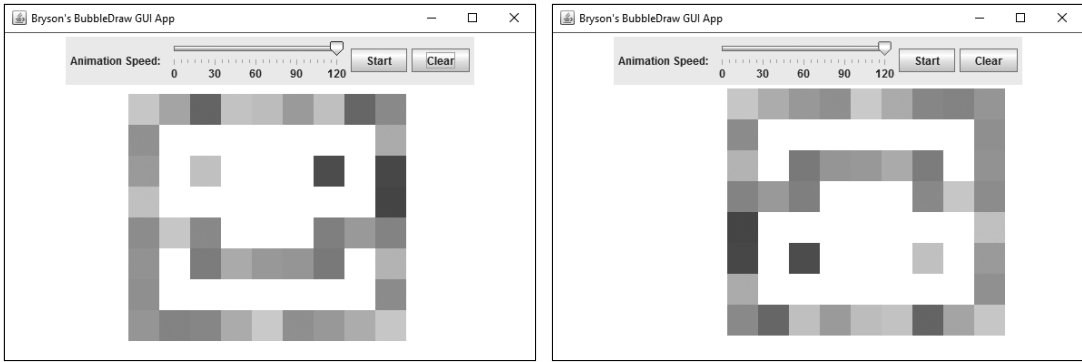 Bryson's BubbleDraw GUI App
Animation Speed:
0 30 60 90 120
Start
Clear
Bryson's BubbleDraw GUI App
Animation Speed:
0 30 60 90 120
Start
Clear